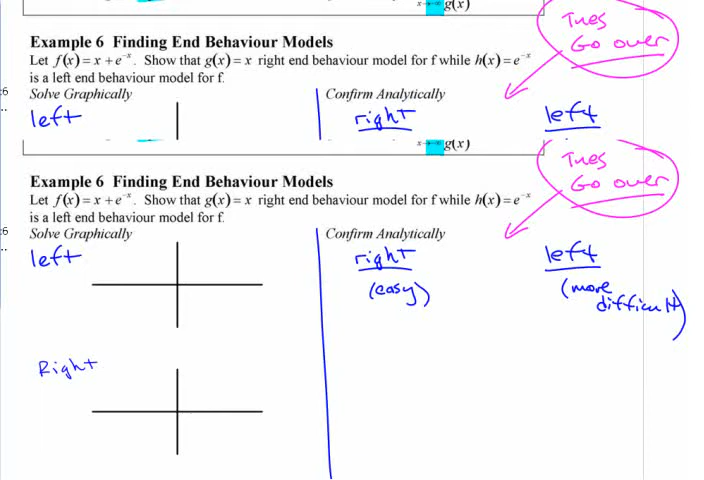 x→-∞ g(x)
Tues
Go over
Example 6 Finding End Behaviour Models
Let f(x) = x + e^-x. Show that g(x) = x right end behaviour model for f while h(x) = e^-x
is a left end behaviour model for f.
6
..
Solve Graphically Confirm Analytically
left right left
g(x)
Tues
Go over
Example 6 Finding End Behaviour Models
Let f(x) = x + e^-x. Show that g(x) = x right end behaviour model for f while h(x) = e^-x
is a left end behaviour model for f.
6
..
Solve Graphically Confirm Analytically
left right left
(easy) (more
difficult)
Right